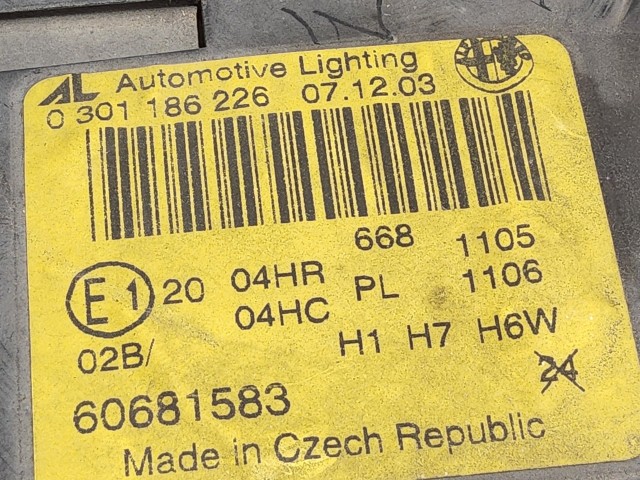 AL Automotive Lighting
0 301 186 226 07.12.03
668 1105
E1 20 04HR PL 1106
04HC
02B/ H1 H7 H6W
24
60681583
Made in Czech Republic